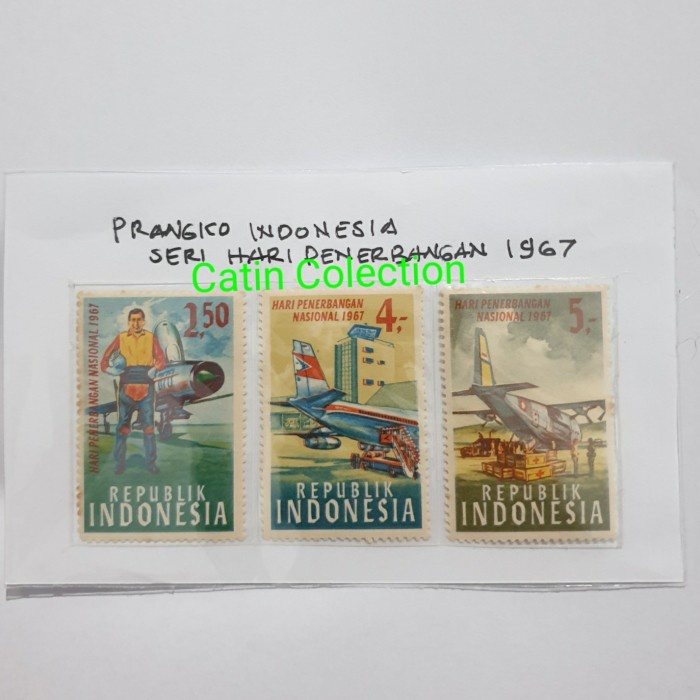 PRANGKO INDONESIA
SERI HARI PENERBANGAN 1967
Catin Colection
HARI PENERBANGAN NASIONAL 1967
2,50
REPUBLIK
INDONESIA
HARI PENERBANGAN
NASIONAL 1967
4,-
REPUBLIK
INDONESIA
HARI PENERBANGAN
NASIONAL 1967
5,-
REPUBLIK
INDONESIA